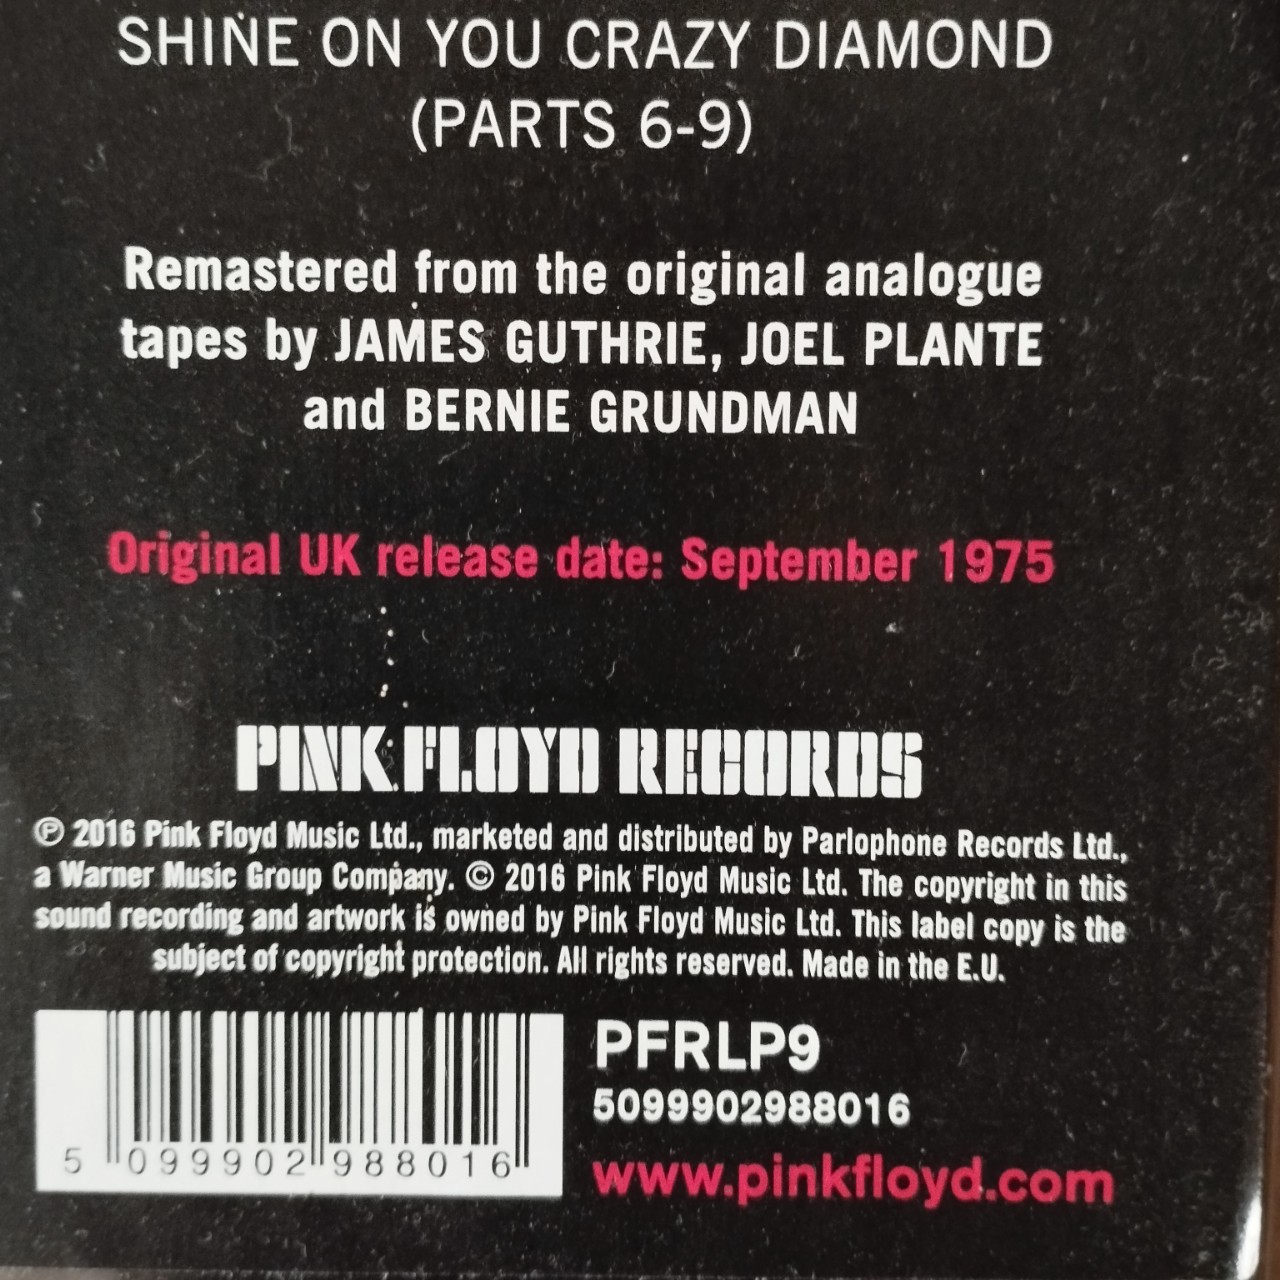 SHINE ON YOU CRAZY DIAMOND
(PARTS 6-9)
Remastered from the original analogue
tapes by JAMES GUTHRIE, JOEL PLANTE
and BERNIE GRUNDMAN
Original UK release date: September 1975
PINK FLOYD RECORDS
℗ 2016 Pink Floyd Music Ltd., marketed and distributed by Parlophone Records Ltd.,
a Warner Music Group Company. © 2016 Pink Floyd Music Ltd. The copyright in this
sound recording and artwork is owned by Pink Floyd Music Ltd. This label copy is the
subject of copyright protection. All rights reserved. Made in the E.U.
5 099902 988016
PFRLP9
5099902988016
www.pinkfloyd.com